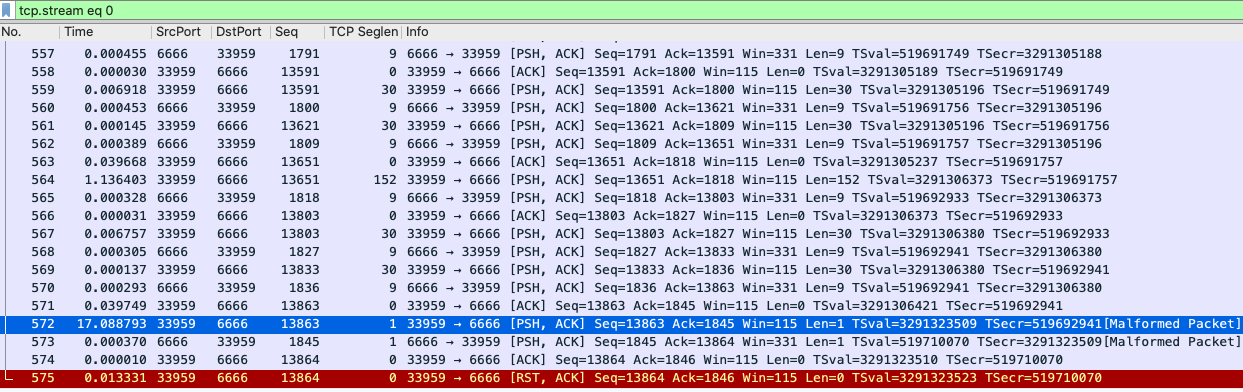 tcp.stream eq 0
No. Time SrcPort DstPort Seq TCP Seglen Info
557 0.000455 6666 33959 1791 9 6666 → 33959 [PSH, ACK] Seq=1791 Ack=13591 Win=331 Len=9 TSval=519691749 TSecr=3291305188
558 0.000030 33959 6666 13591 0 33959 → 6666 [ACK] Seq=13591 Ack=1800 Win=115 Len=0 TSval=3291305189 TSecr=519691749
559 0.006918 33959 6666 13591 30 33959 → 6666 [PSH, ACK] Seq=13591 Ack=1800 Win=115 Len=30 TSval=3291305196 TSecr=519691749
560 0.000453 6666 33959 1800 9 6666 → 33959 [PSH, ACK] Seq=1800 Ack=13621 Win=331 Len=9 TSval=519691756 TSecr=3291305196
561 0.000145 33959 6666 13621 30 33959 → 6666 [PSH, ACK] Seq=13621 Ack=1809 Win=115 Len=30 TSval=3291305196 TSecr=519691756
562 0.000389 6666 33959 1809 9 6666 → 33959 [PSH, ACK] Seq=1809 Ack=13651 Win=331 Len=9 TSval=519691757 TSecr=3291305196
563 0.039668 33959 6666 13651 0 33959 → 6666 [ACK] Seq=13651 Ack=1818 Win=115 Len=0 TSval=3291305237 TSecr=519691757
564 1.136403 33959 6666 13651 152 33959 → 6666 [PSH, ACK] Seq=13651 Ack=1818 Win=115 Len=152 TSval=3291306373 TSecr=519691757
565 0.000328 6666 33959 1818 9 6666 → 33959 [PSH, ACK] Seq=1818 Ack=13803 Win=331 Len=9 TSval=519692933 TSecr=3291306373
566 0.000031 33959 6666 13803 0 33959 → 6666 [ACK] Seq=13803 Ack=1827 Win=115 Len=0 TSval=3291306373 TSecr=519692933
567 0.006757 33959 6666 13803 30 33959 → 6666 [PSH, ACK] Seq=13803 Ack=1827 Win=115 Len=30 TSval=3291306380 TSecr=519692933
568 0.000305 6666 33959 1827 9 6666 → 33959 [PSH, ACK] Seq=1827 Ack=13833 Win=331 Len=9 TSval=519692941 TSecr=3291306380
569 0.000137 33959 6666 13833 30 33959 → 6666 [PSH, ACK] Seq=13833 Ack=1836 Win=115 Len=30 TSval=3291306380 TSecr=519692941
570 0.000293 6666 33959 1836 9 6666 → 33959 [PSH, ACK] Seq=1836 Ack=13863 Win=331 Len=9 TSval=519692941 TSecr=3291306380
571 0.039749 33959 6666 13863 0 33959 → 6666 [ACK] Seq=13863 Ack=1845 Win=115 Len=0 TSval=3291306421 TSecr=519692941
572 17.088793 33959 6666 13863 1 33959 → 6666 [PSH, ACK] Seq=13863 Ack=1845 Win=115 Len=1 TSval=3291323509 TSecr=519692941[Malformed Packet]
573 0.000370 6666 33959 1845 1 6666 → 33959 [PSH, ACK] Seq=1845 Ack=13864 Win=331 Len=1 TSval=519710070 TSecr=3291323509[Malformed Packet]
574 0.000010 33959 6666 13864 0 33959 → 6666 [ACK] Seq=13864 Ack=1846 Win=115 Len=0 TSval=3291323510 TSecr=519710070
575 0.013331 33959 6666 13864 0 33959 → 6666 [RST, ACK] Seq=13864 Ack=1846 Win=115 Len=0 TSval=3291323523 TSecr=519710070